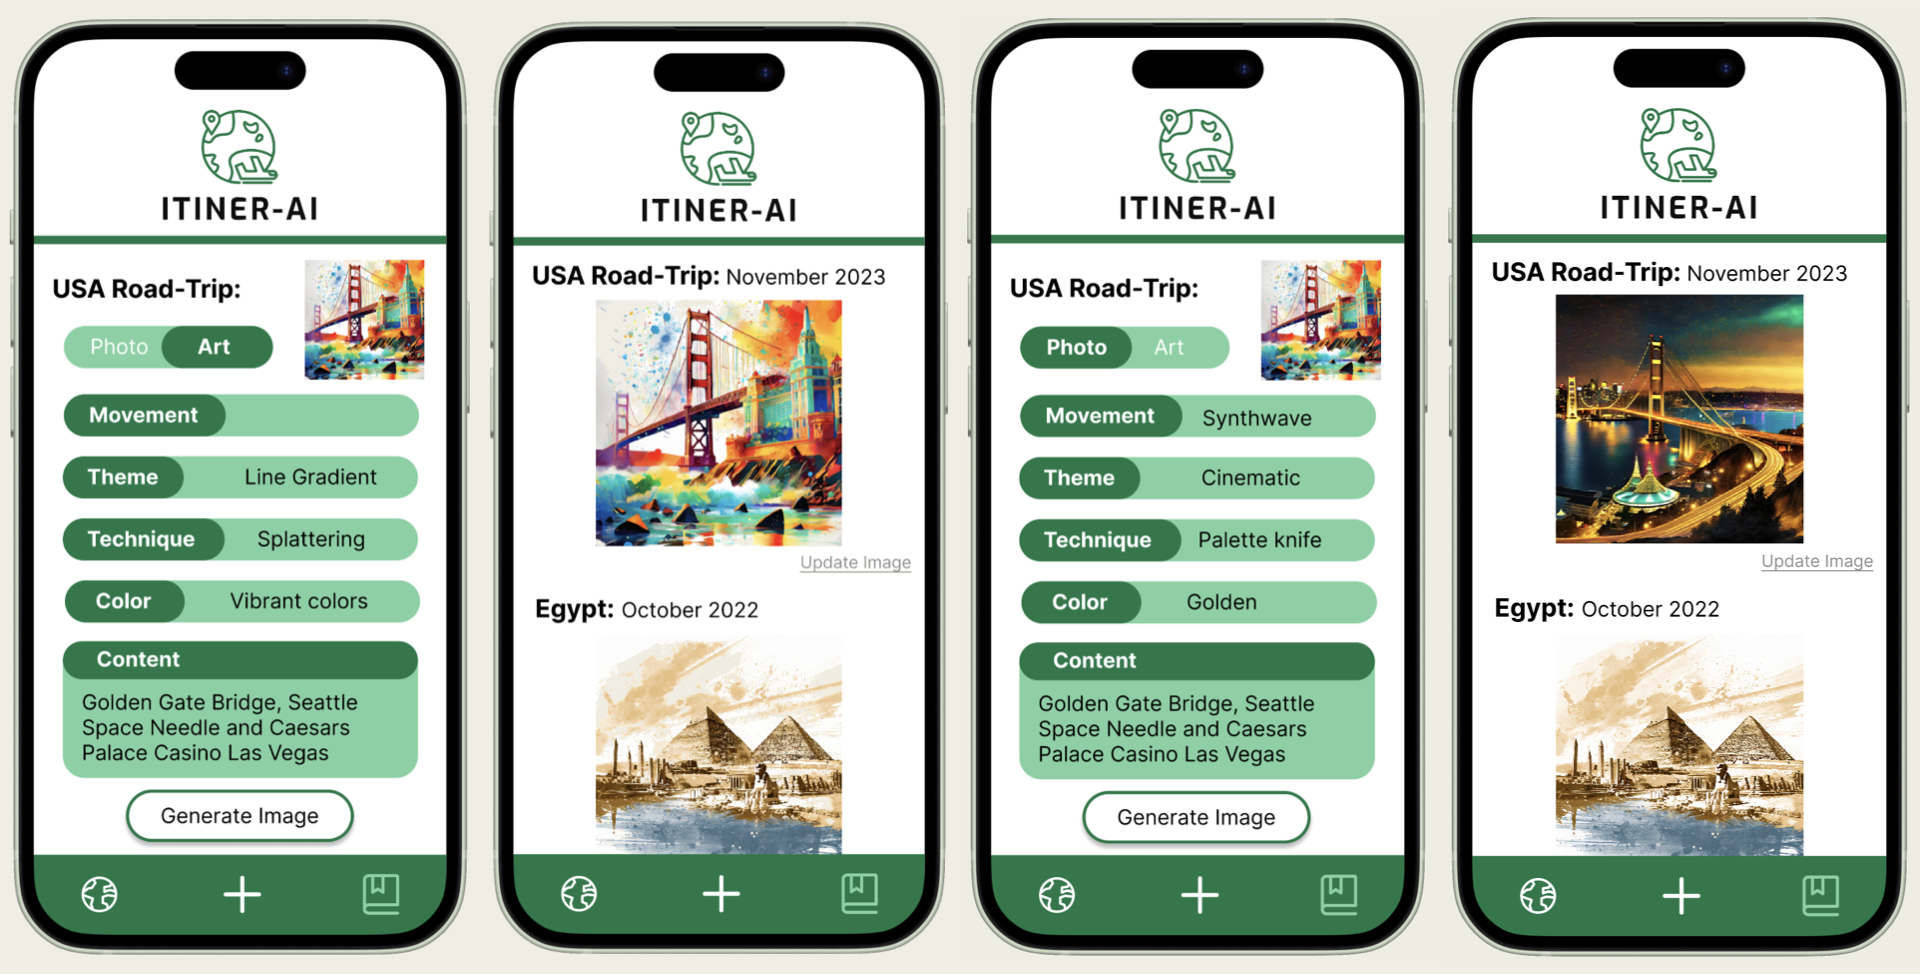 ITINER-AI
USA Road-Trip:
Photo Art
Movement
Theme Line Gradient
Technique Splattering
Color Vibrant colors
Content
Golden Gate Bridge, Seattle
Space Needle and Caesars
Palace Casino Las Vegas
Generate Image
ITINER-AI
USA Road-Trip: November 2023
Update Image
Egypt: October 2022
ITINER-AI
USA Road-Trip:
Photo Art
Movement Synthwave
Theme Cinematic
Technique Palette knife
Color Golden
Content
Golden Gate Bridge, Seattle
Space Needle and Caesars
Palace Casino Las Vegas
Generate Image
ITINER-AI
USA Road-Trip: November 2023
Update Image
Egypt: October 2022